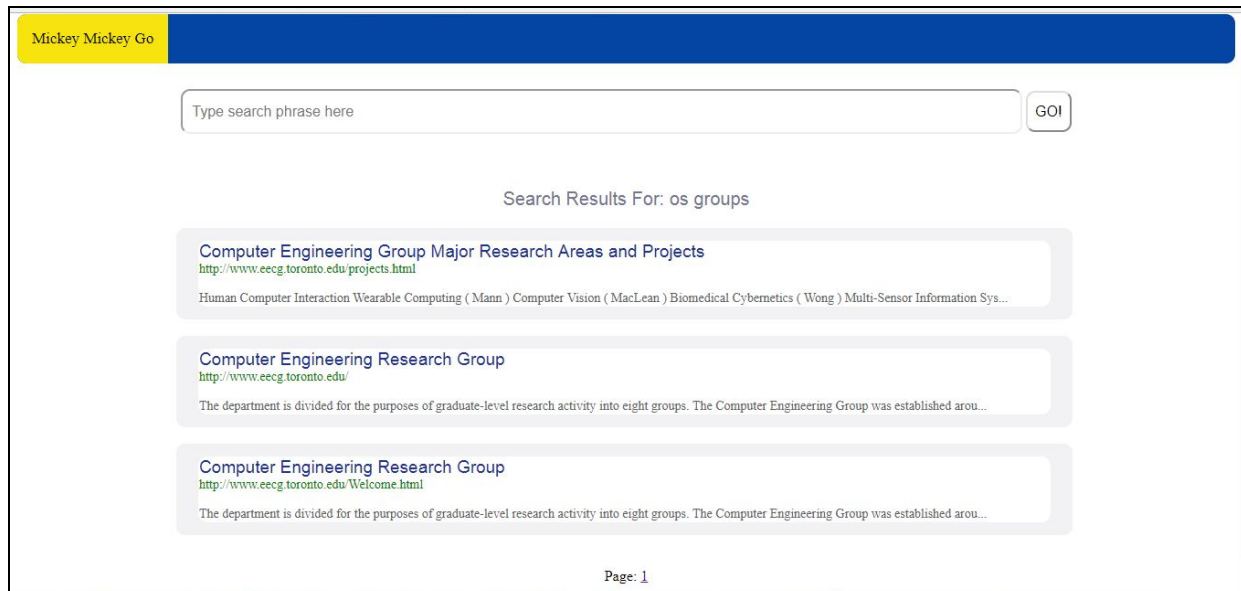 Mickey Mickey Go
Type search phrase here
GO!
Search Results For: os groups
Computer Engineering Group Major Research Areas and Projects
http://www.eecg.toronto.edu/projects.html
Human Computer Interaction Wearable Computing ( Mann ) Computer Vision ( MacLean ) Biomedical Cybernetics ( Wong ) Multi-Sensor Information Sys...
Computer Engineering Research Group
http://www.eecg.toronto.edu/
The department is divided for the purposes of graduate-level research activity into eight groups. The Computer Engineering Group was established arou...
Computer Engineering Research Group
http://www.eecg.toronto.edu/Welcome.html
The department is divided for the purposes of graduate-level research activity into eight groups. The Computer Engineering Group was established arou...
Page: 1